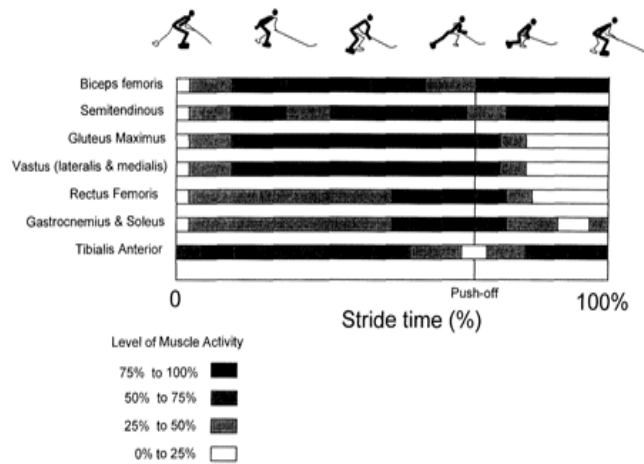 Biceps femoris
Semitendinous
Gluteus Maximus
Vastus (lateralis & medialis)
Rectus Femoris
Gastrocnemius & Soleus
Tibialis Anterior
Push-off
0 100%
Stride time (%)
Level of Muscle Activity
75% to 100%
50% to 75%
25% to 50%
0% to 25%